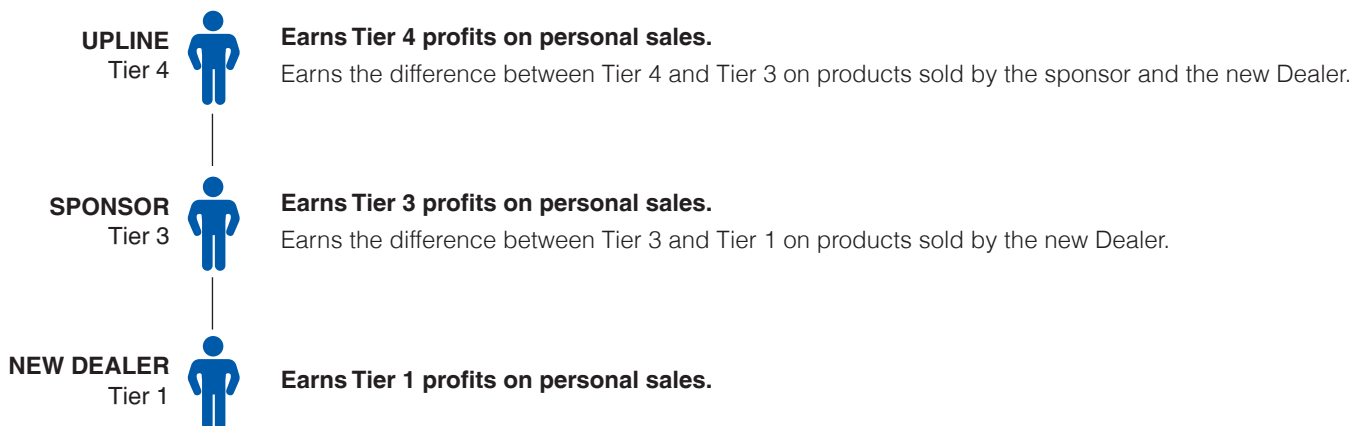 UPLINE
Tier 4
Earns Tier 4 profits on personal sales.
Earns the difference between Tier 4 and Tier 3 on products sold by the sponsor and the new Dealer.
SPONSOR
Tier 3
Earns Tier 3 profits on personal sales.
Earns the difference between Tier 3 and Tier 1 on products sold by the new Dealer.
NEW DEALER
Tier 1
Earns Tier 1 profits on personal sales.